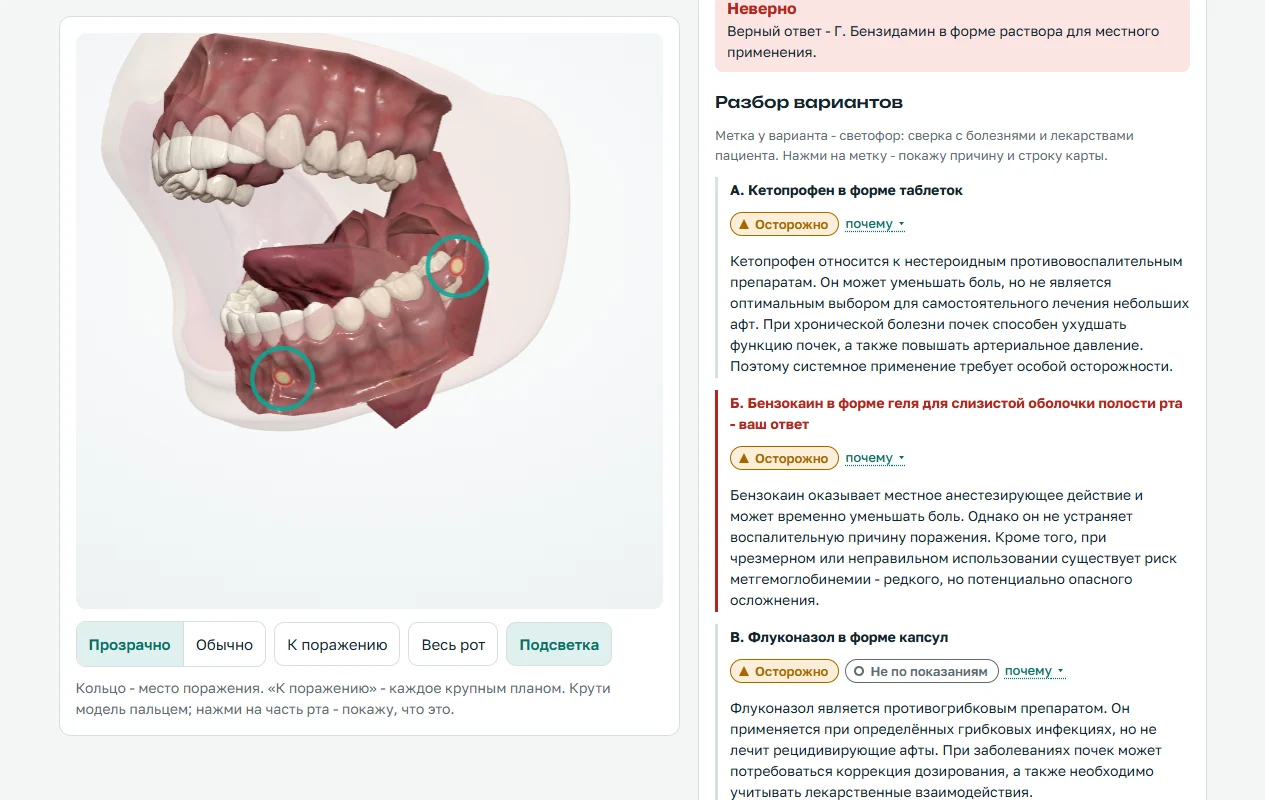 Прозрачно
Обычно
К поражению
Весь рот
Подсветка
Кольцо - место поражения. «К поражению» - каждое крупным планом. Крути
модель пальцем; нажми на часть рта - покажу, что это.
Неверно
Верный ответ - Г. Бензидамин в форме раствора для местного
применения.
Разбор вариантов
Метка у варианта - светофор: сверка с болезнями и лекарствами
пациента. Нажми на метку - покажу причину и строку карты.
А. Кетопрофен в форме таблеток
Осторожно почему
Кетопрофен относится к нестероидным противовоспалительным
препаратам. Он может уменьшать боль, но не является
оптимальным выбором для самостоятельного лечения небольших
афт. При хронической болезни почек способен ухудшать
функцию почек, а также повышать артериальное давление.
Поэтому системное применение требует особой осторожности.
Б. Бензокаин в форме геля для слизистой оболочки полости рта
- ваш ответ
Осторожно почему
Бензокаин оказывает местное анестезирующее действие и
может временно уменьшать боль. Однако он не устраняет
воспалительную причину поражения. Кроме того, при
чрезмерном или неправильном использовании существует риск
метгемоглобинемии - редкого, но потенциально опасного
осложнения.
В. Флуконазол в форме капсул
Осторожно Не по показаниям почему
Флуконазол является противогрибковым препаратом. Он
применяется при определённых грибковых инфекциях, но не
лечит рецидивирующие афты. При заболеваниях почек может
потребоваться коррекция дозирования, а также необходимо
учитывать лекарственные взаимодействия.